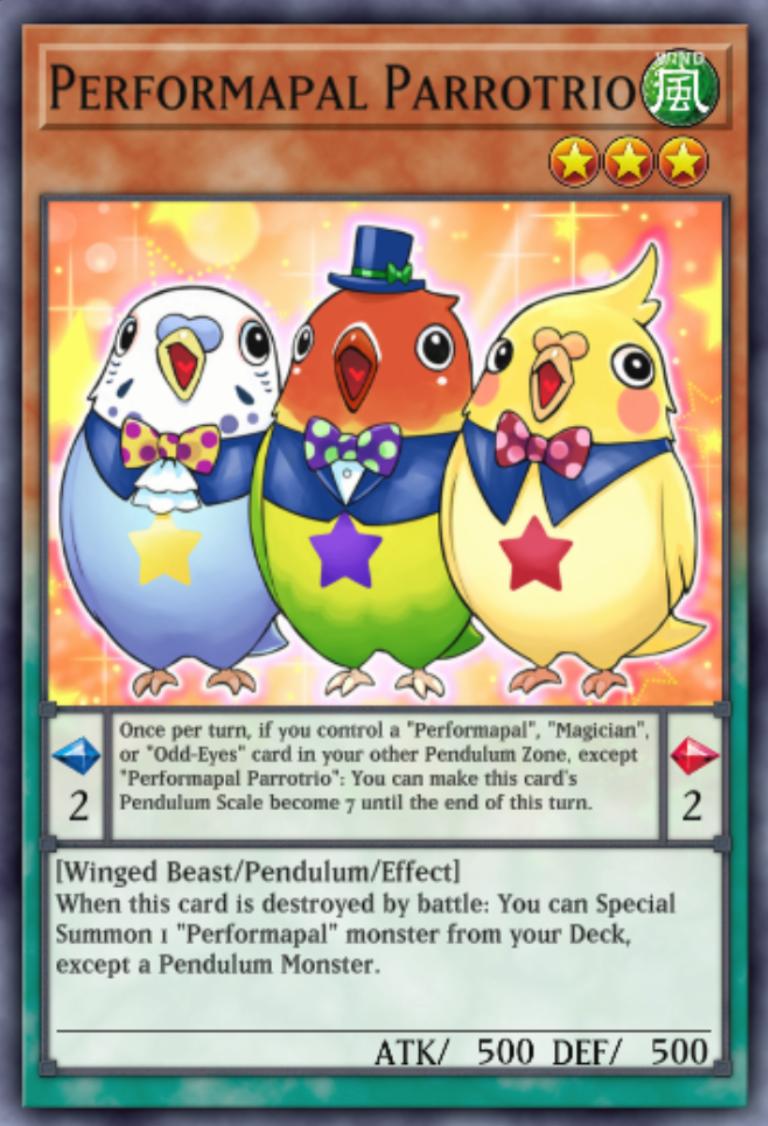 PERFORMAPAL PARROTRIO
WIND
風
Once per turn, if you control a "Performapal", "Magician",
or "Odd-Eyes" card in your other Pendulum Zone, except
"Performapal Parrotrio": You can make this card's
Pendulum Scale become 7 until the end of this turn.
2
2
[Winged Beast/Pendulum/Effect]
When this card is destroyed by battle: You can Special
Summon 1 "Performapal" monster from your Deck,
except a Pendulum Monster.
ATK/ 500 DEF/ 500